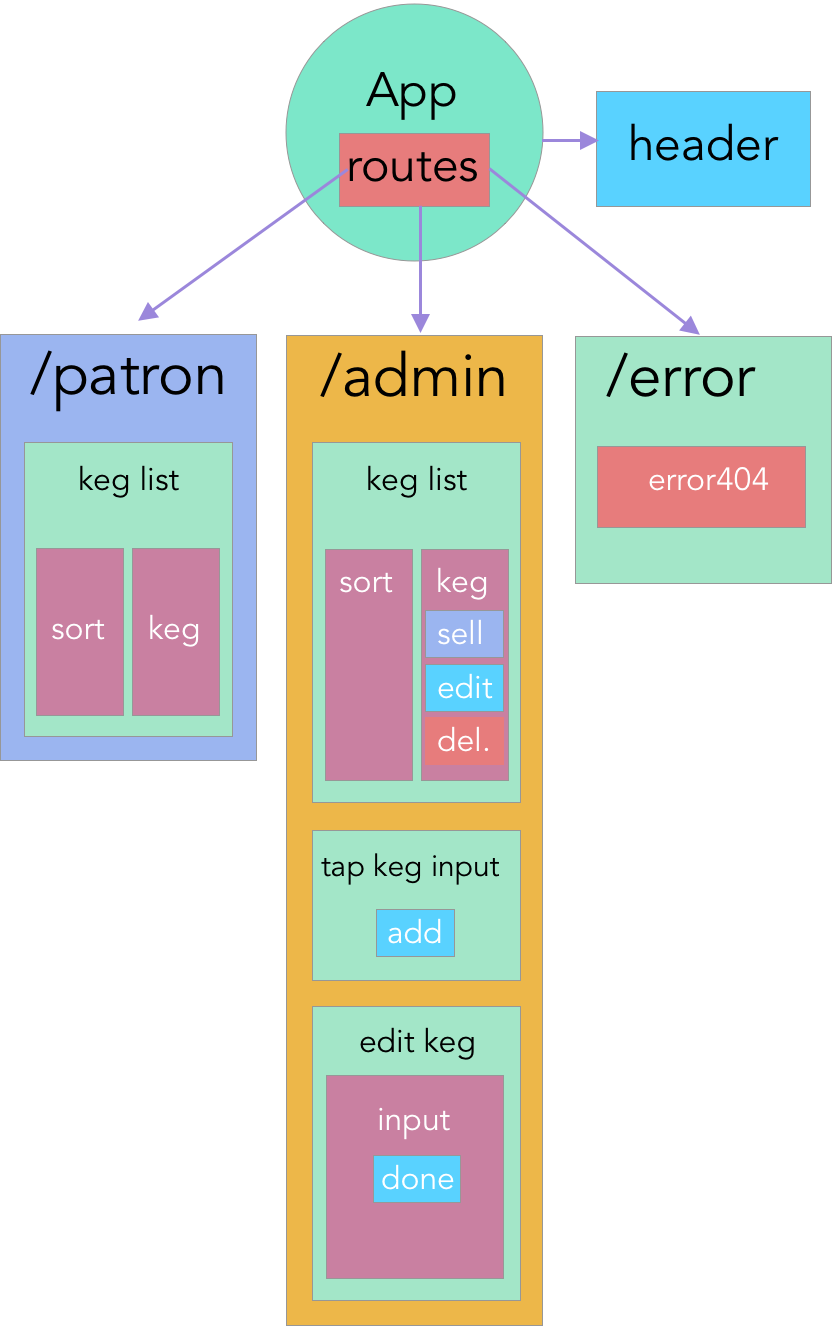 App
routes
header
/patron
keg list
sort
keg
/admin
keg list
sort
keg
sell
edit
del.
tap keg input
add
edit keg
input
done
/error
error404